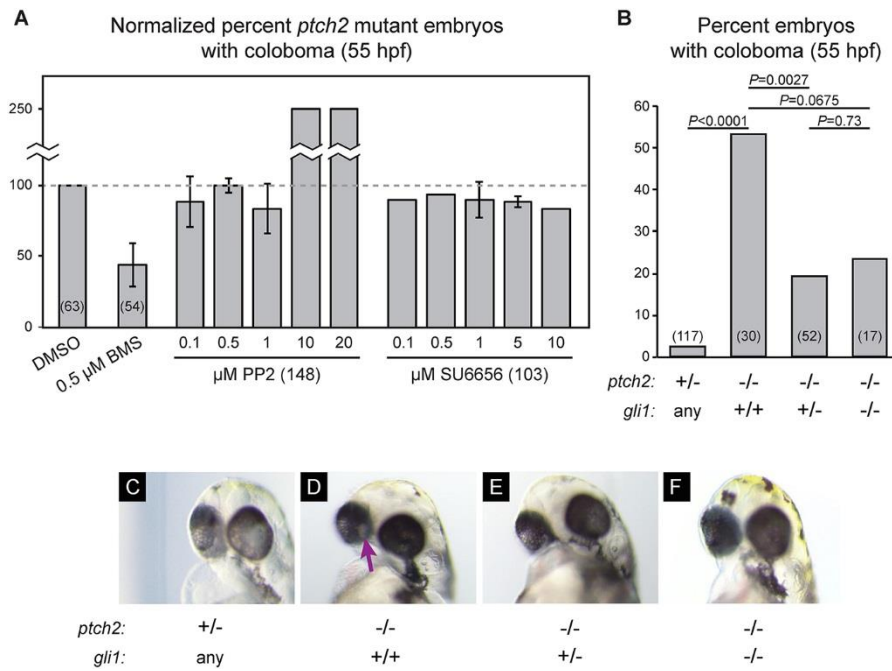 A
Normalized percent ptch2 mutant embryos
with coloboma (55 hpf)
250
100
50
0
(63)
(54)
DMSO
0.5 µM BMS
0.1 0.5 1 10 20
µM PP2 (148)
0.1 0.5 1 5 10
µM SU6656 (103)
B
Percent embryos
with coloboma (55 hpf)
P=0.0027
P=0.0675
P<0.0001
P=0.73
60
50
40
30
20
10
0
(117) (30) (52) (17)
ptch2: +/- -/- -/- -/-
gli1: any +/+ +/- -/-
C D E F
ptch2: +/- -/- -/- -/-
gli1: any +/+ +/- -/-